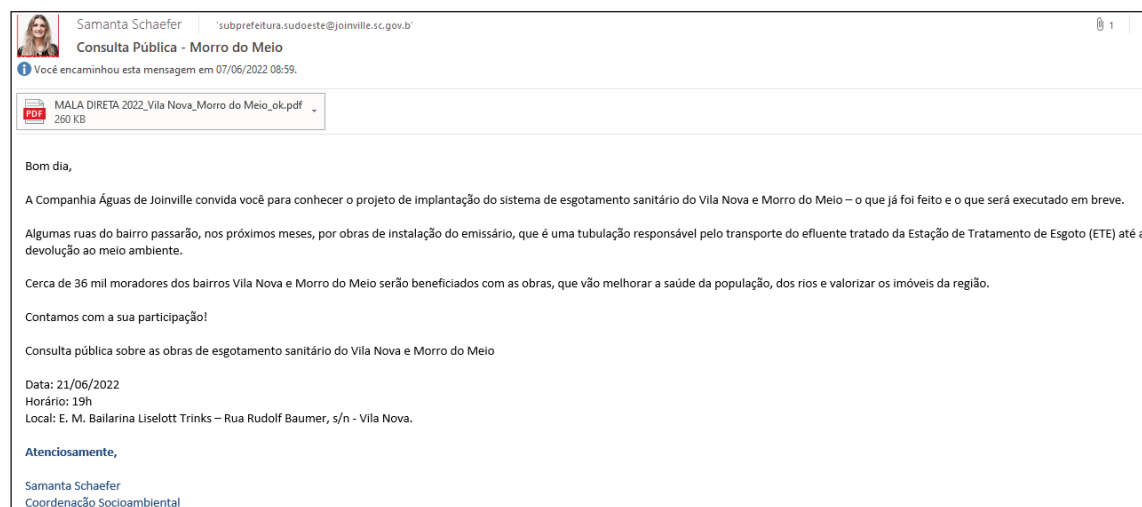 Samanta Schaefer 'subprefeitura.sudoeste@joinville.sc.gov.b' 1
Consulta Pública - Morro do Meio
Você encaminhou esta mensagem em 07/06/2022 08:59.
MALA DIRETA 2022_Vila Nova_Morro do Meio_ok.pdf
PDF
260 KB
Bom dia,
A Companhia Águas de Joinville convida você para conhecer o projeto de implantação do sistema de esgotamento sanitário do Vila Nova e Morro do Meio – o que já foi feito e o que será executado em breve.
Algumas ruas do bairro passarão, nos próximos meses, por obras de instalação do emissário, que é uma tubulação responsável pelo transporte do efluente tratado da Estação de Tratamento de Esgoto (ETE) até a
devolução ao meio ambiente.
Cerca de 36 mil moradores dos bairros Vila Nova e Morro do Meio serão beneficiados com as obras, que vão melhorar a saúde da população, dos rios e valorizar os imóveis da região.
Contamos com a sua participação!
Consulta pública sobre as obras de esgotamento sanitário do Vila Nova e Morro do Meio
Data: 21/06/2022
Horário: 19h
Local: E. M. Bailarina Liselott Trinks – Rua Rudolf Baumer, s/n - Vila Nova.
Atenciosamente,
Samanta Schaefer
Coordenação Socioambiental